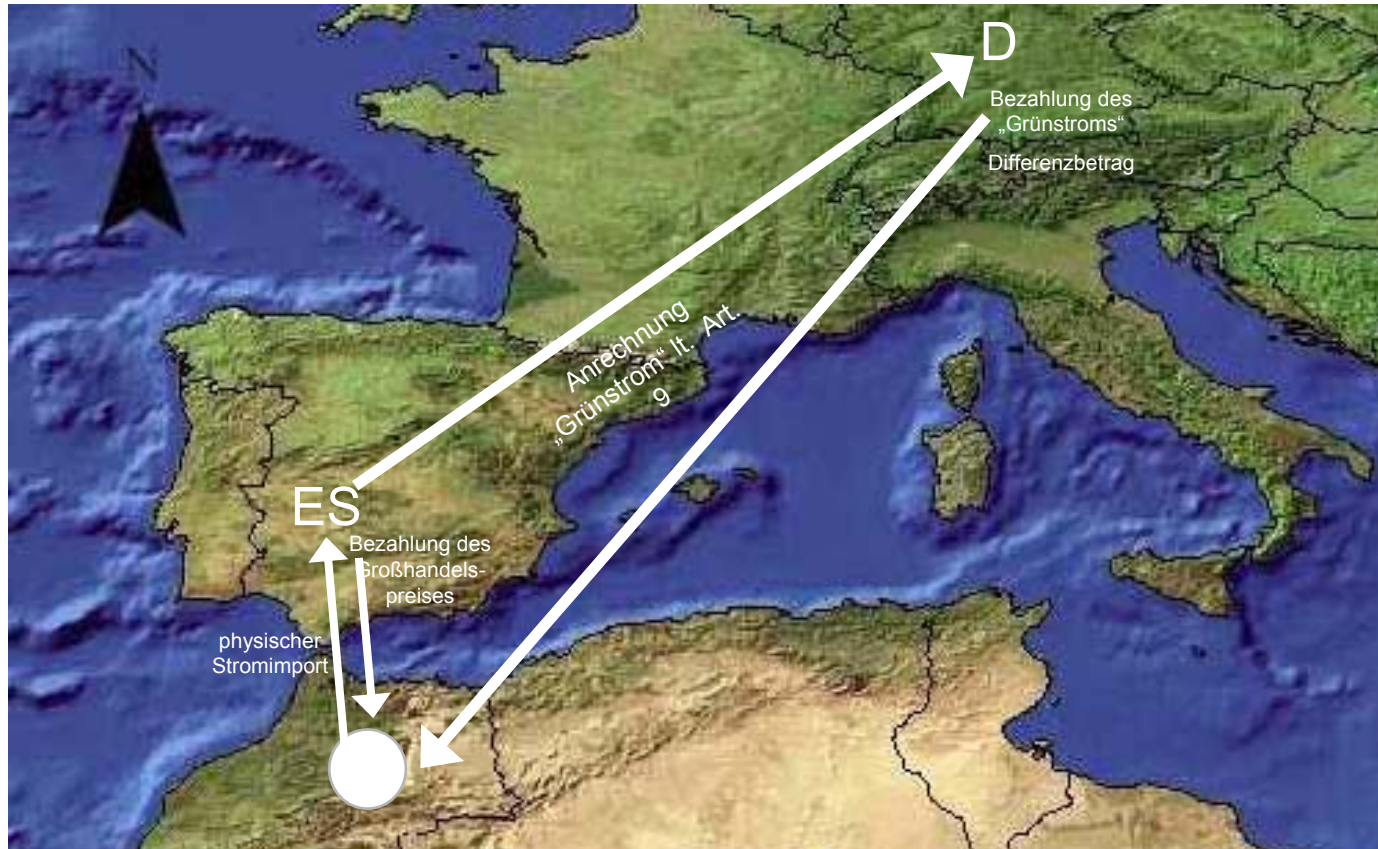 N
D
Bezahlung des
„Grünstroms“
Differenzbetrag
Anrechnung
„Grünstrom“ lt. Art.
9
ES
Bezahlung des
Großhandels-
preises
physischer
Stromimport